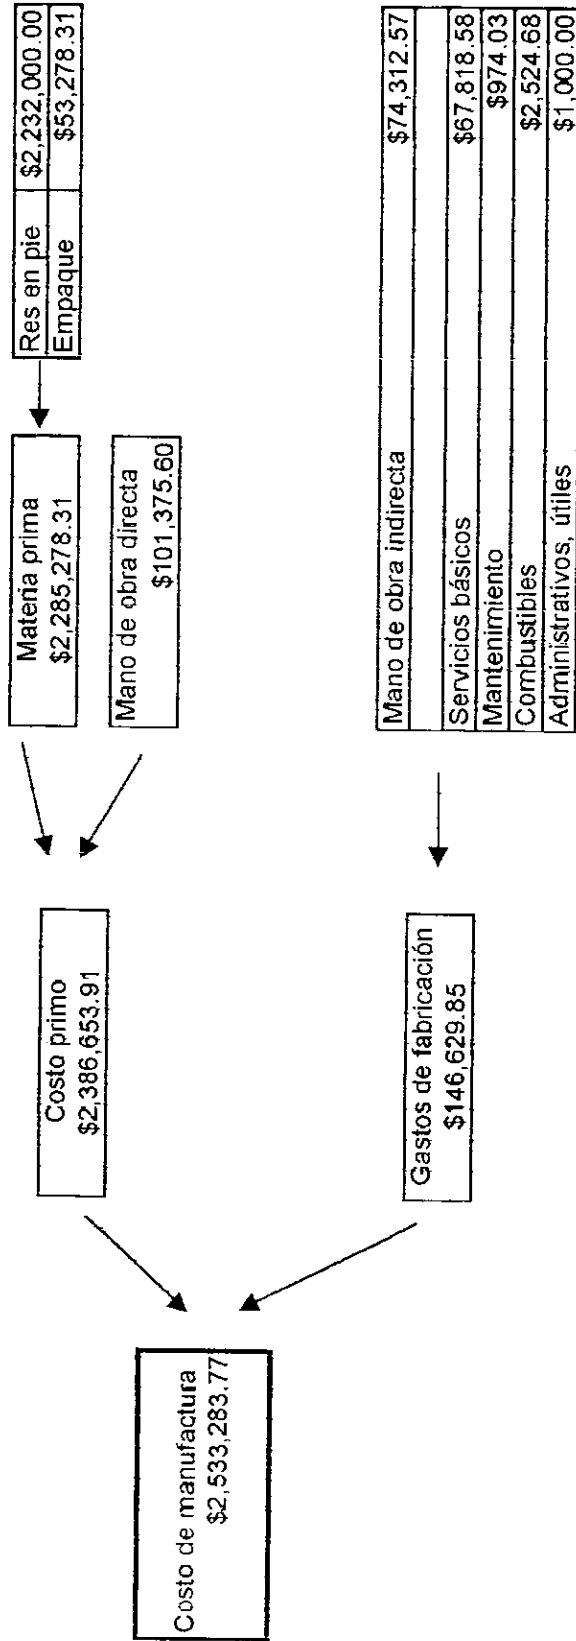 Costo de manufactura
$2,533,283.77
Costo primo
$2,386,653.91
Gastos de fabricación
$146,629.85
Materia prima
$2,285,278.31
Mano de obra directa
$101,375.60
Res en pie $2,232,000.00
Empaque $53,278.31
Mano de obra indirecta $74,312.57
Servicios básicos $67,818.58
Mantenimiento $974.03
Combustibles $2,524.68
Administrativos, útiles $1,000.00